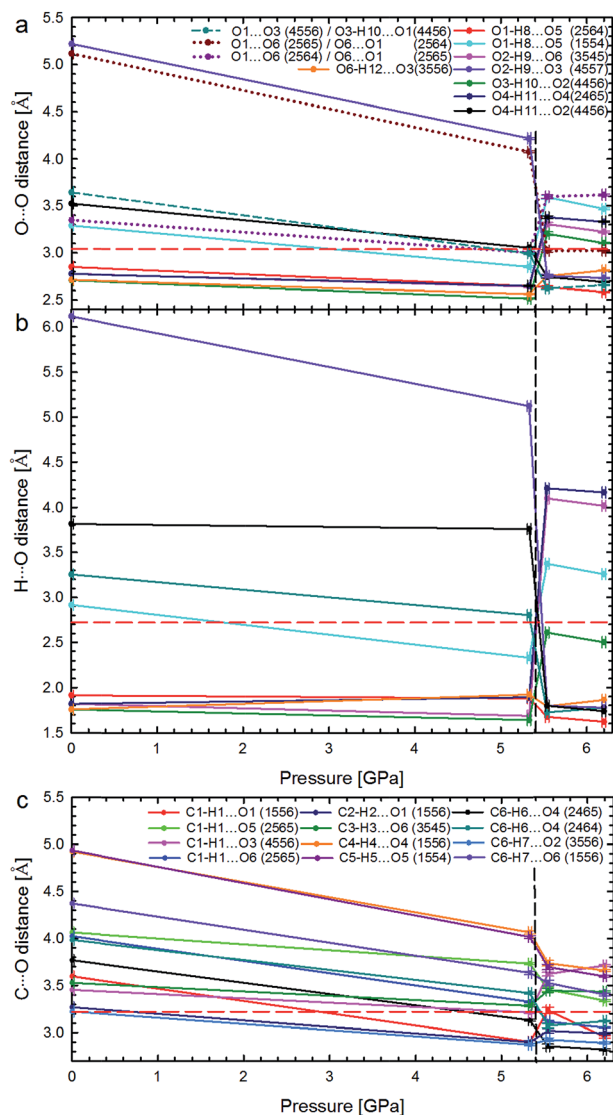 a
O1...O3 (4556) / O3-H10...O1(4456)
O1...O6 (2565) / O6...O1 (2564)
O1...O6 (2564) / O6...O1 (2565)
O6-H12...O3(3556)
O1-H8...O5 (2564)
O1-H8...O5 (1554)
O2-H9...O6 (3545)
O2-H9...O3 (4557)
O3-H10...O2(4456)
O4-H11...O4(2465)
O4-H11...O2(4456)
O···O distance [Å]
5.5
5.0
4.5
4.0
3.5
3.0
2.5
b
H···O distance [Å]
6.0
5.5
5.0
4.5
4.0
3.5
3.0
2.5
2.0
1.5
0 1 2 3 4 5 6
Pressure [GPa]
c
C1-H1...O1 (1556)
C1-H1...O5 (2565)
C1-H1...O3 (4556)
C1-H1...O6 (2565)
C2-H2...O1 (1556)
C3-H3...O6 (3545)
C4-H4...O4 (1556)
C5-H5...O5 (1554)
C6-H6...O4 (2465)
C6-H6...O4 (2464)
C6-H7...O2 (3556)
C6-H7...O6 (1556)
C···O distance [Å]
5.5
5.0
4.5
4.0
3.5
3.0
0 1 2 3 4 5 6
Pressure [GPa]